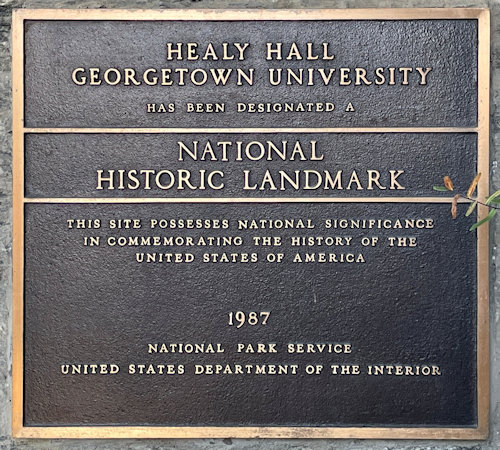 HEALY HALL
GEORGETOWN UNIVERSITY
HAS BEEN DESIGNATED A
NATIONAL
HISTORIC LANDMARK
THIS SITE POSSESSES NATIONAL SIGNIFICANCE
IN COMMEMORATING THE HISTORY OF THE
UNITED STATES OF AMERICA
1987
NATIONAL PARK SERVICE
UNITED STATES DEPARTMENT OF THE INTERIOR